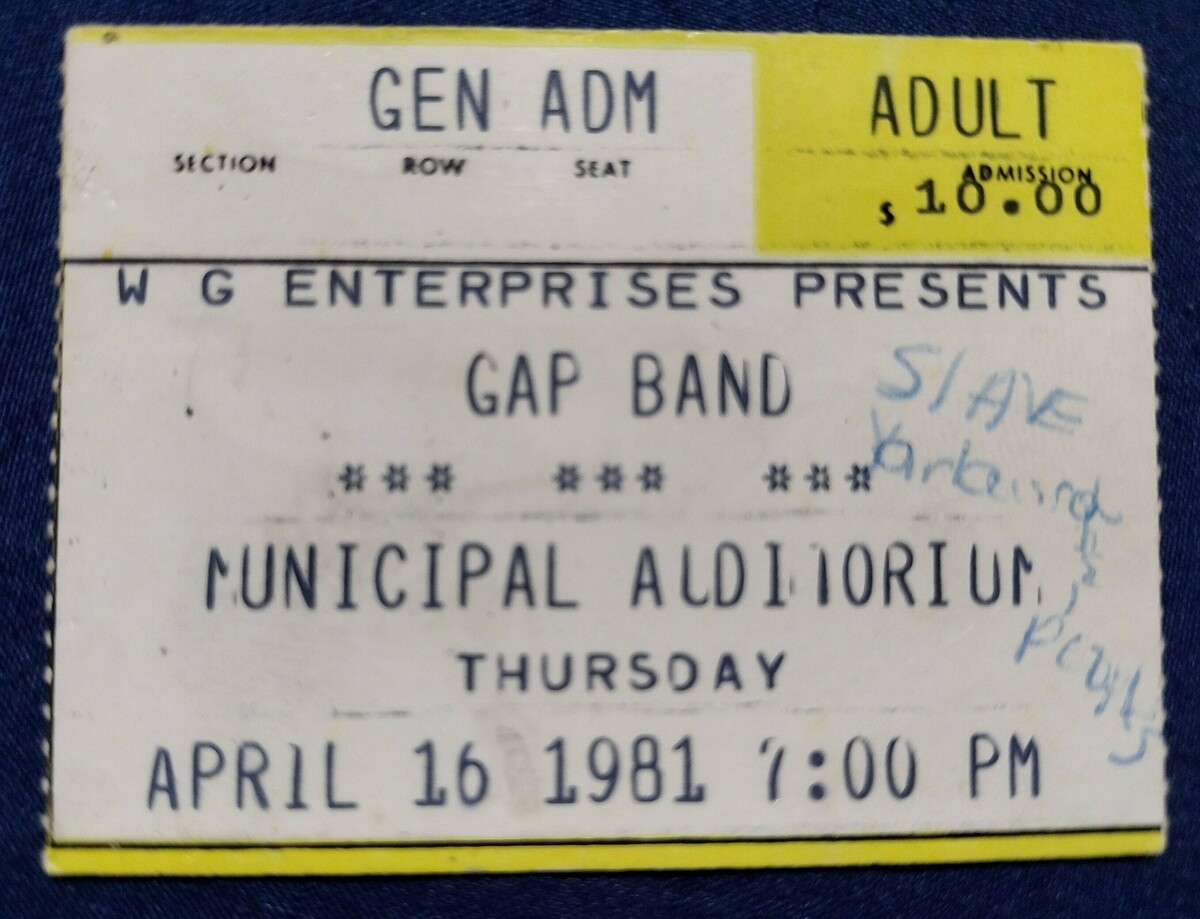 GEN ADM
ADULT
SECTION ROW SEAT
ADMISSION
$ 10.00
W G ENTERPRISES PRESENTS
GAP BAND
SLAVE
*** *** ***
MUNICIPAL AUDITORIUM
THURSDAY
APRIL 16 1981 7:00 PM